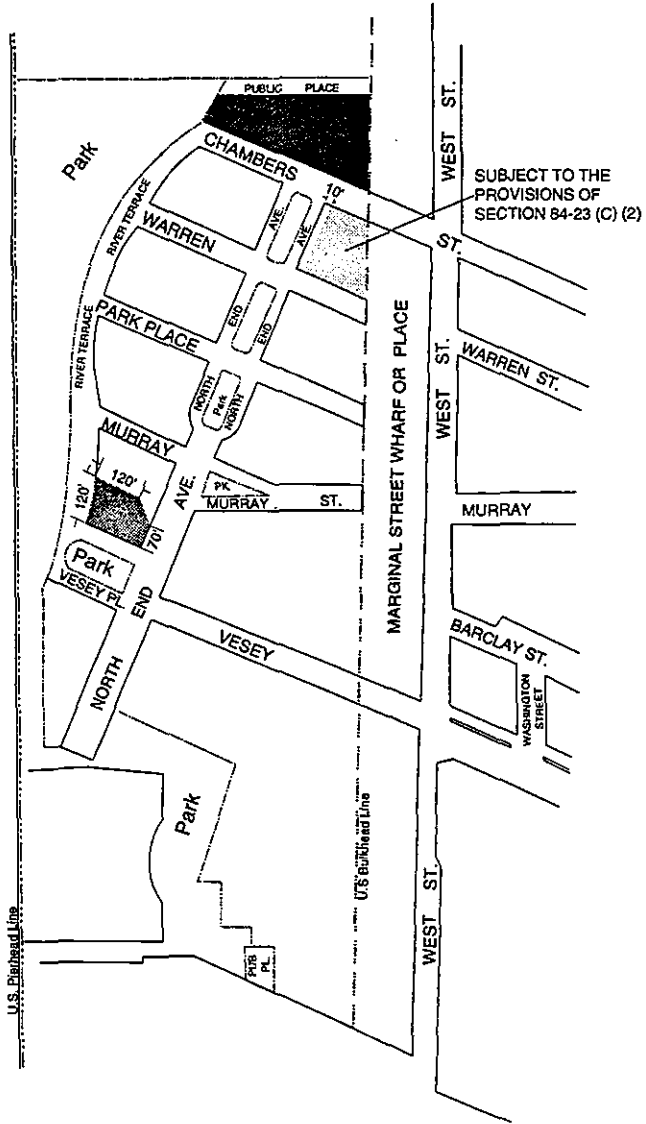 PUBLIC PLACE
Park
CHAMBERS
ST.
WEST ST.
10'
SUBJECT TO THE
PROVISIONS OF
SECTION 84-23 (C) (2)
RIVER TERRACE
WARREN
AVE.
AVE.
END
END
PARK PLACE
RIVER TERRACE
NORTH
Park
NORTH
MARGINAL STREET WHARF OR PLACE
WEST ST.
WARREN ST.
MURRAY
120'
120'
70'
AVE.
PK.
MURRAY ST.
MURRAY
Park
VESEY PL
END
NORTH
VESEY
BARCLAY ST.
WASHINGTON
STREET
Park
U.S Bulkhead Line
WEST ST.
PUB
PL.
U.S. Pierhead Line